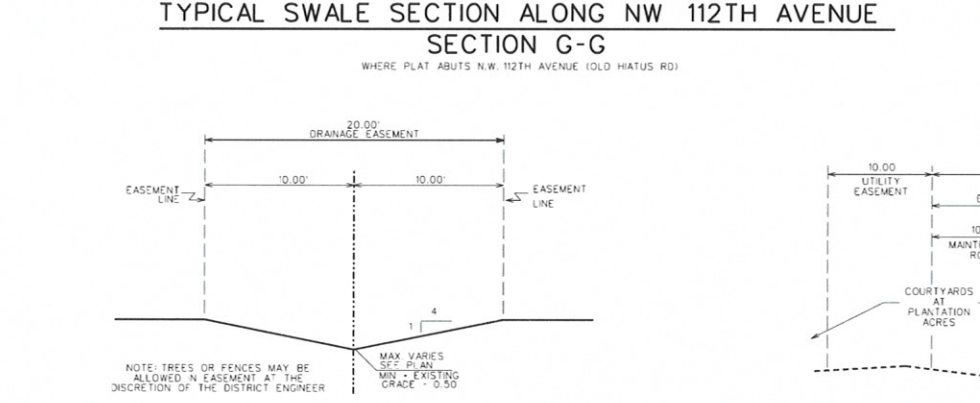 TYPICAL SWALE SECTION ALONG NW 112TH AVENUE
SECTION G-G
WHERE PLAT ABUTS N.W. 112TH AVENUE (OLD HIATUS RD)
20.00'
DRAINAGE EASEMENT
10.00'
10.00'
EASEMENT
LINE
EASEMENT
LINE
4
1
MAX. VARIES
SEE PLAN
MIN • EXISTING
GRACE - 0.50
NOTE: TREES OR FENCES MAY BE
ALLOWED IN EASEMENT AT THE
DISCRETION OF THE DISTRICT ENGINEER
10.00
UTILITY
EASEMENT
COURTYARDS
AT
PLANTATION
ACRES